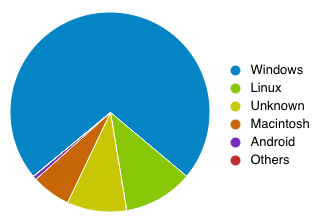 Windows
Linux
Unknown
Macintosh
Android
Others